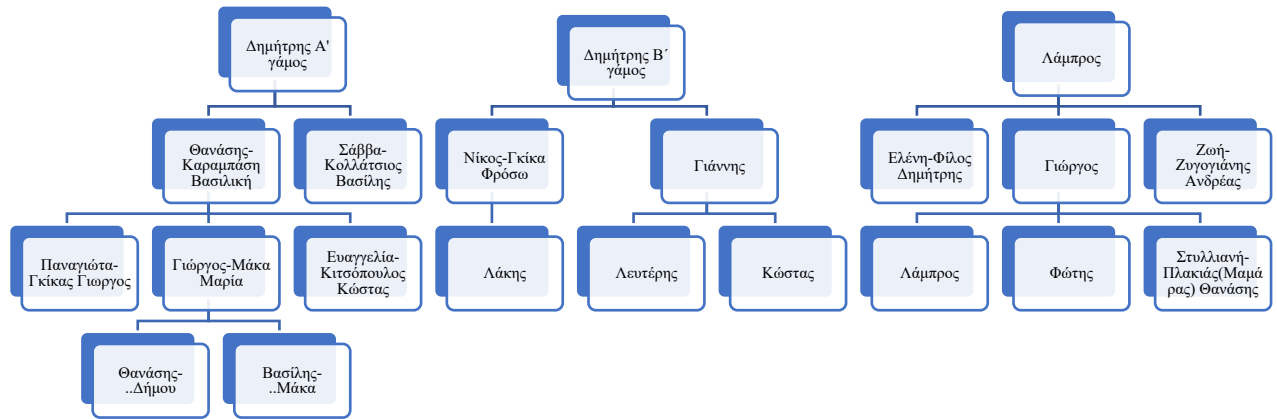 Δημήτρης Α'
γάμος
Δημήτρης Β΄
γάμος
Λάμπρος
Θανάσης-
Καραμπάση
Βασιλική
Σάββα-
Κολλάτσιος
Βασίλης
Νίκος-Γκίκα
Φρόσω
Γιάννης
Ελένη-Φίλος
Δημήτρης
Γιώργος
Ζωή-
Ζυγογιάνης
Ανδρέας
Παναγιώτα-
Γκίκας Γιωργος
Γιώργος-Μάκα
Μαρία
Ευαγγελία-
Κιτσόπουλος
Κώστας
Λάκης
Λευτέρης
Κώστας
Λάμπρος
Φώτης
Στυλλιανή-
Πλακιάς(Μαμά
ρας) Θανάσης
Θανάσης-
..Δήμου
Βασίλης-
..Μάκα